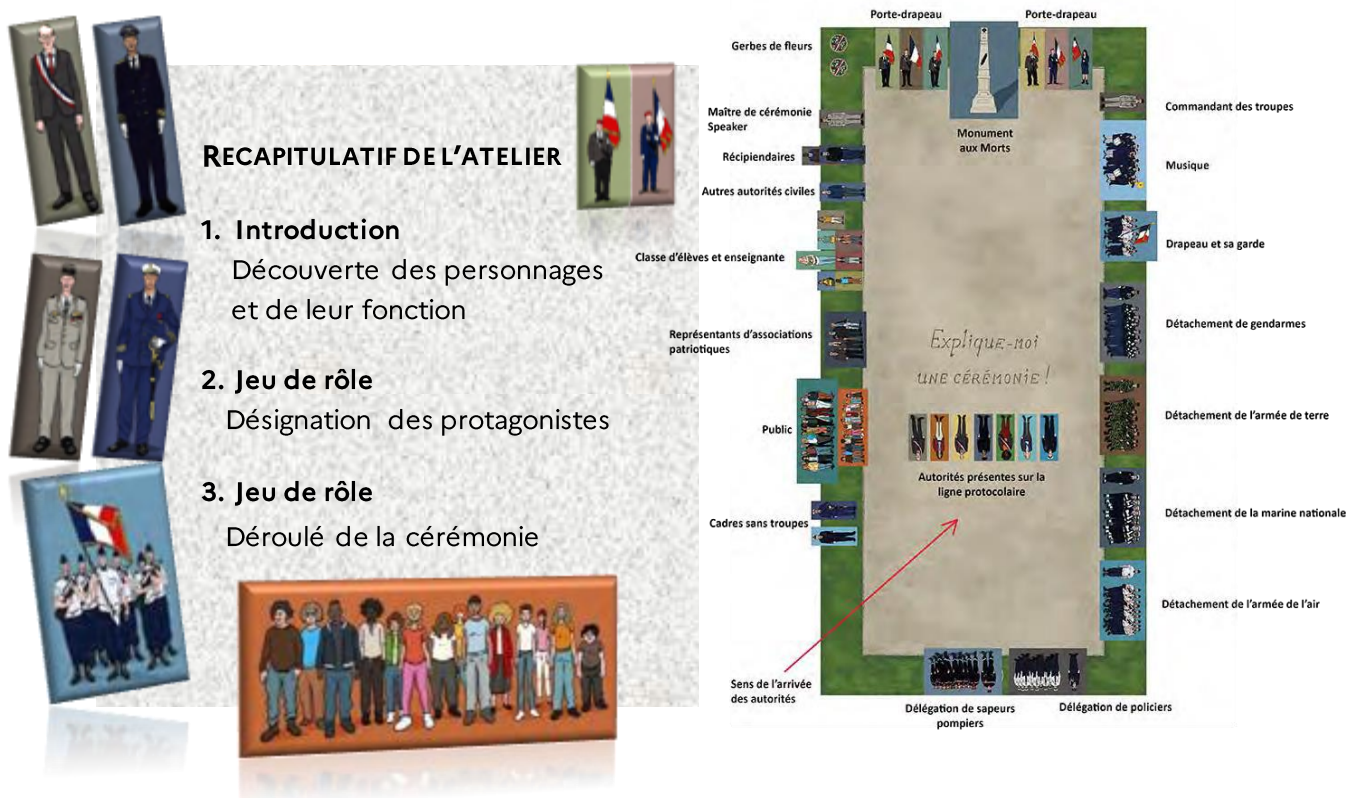 RECAPITULATIF DE L’ATELIER
1. Introduction
Découverte des personnages
et de leur fonction
2. Jeu de rôle
Désignation des protagonistes
3. Jeu de rôle
Déroulé de la cérémonie
Porte-drapeau
Porte-drapeau
Gerbes de fleurs
Monument
aux Morts
Maître de cérémonie
Speaker
Récipiendaires
Autres autorités civiles
Classe d’élèves et enseignante
Représentants d’associations
patriotiques
Public
Cadres sans troupes
Sens de l’arrivée
des autorités
Explique-moi
une cérémonie !
Autorités présentes sur la
ligne protocolaire
Commandant des troupes
Musique
Drapeau et sa garde
Détachement de gendarmes
Détachement de l’armée de terre
Détachement de la marine nationale
Détachement de l’armée de l’air
Délégation de sapeurs
pompiers
Délégation de policiers